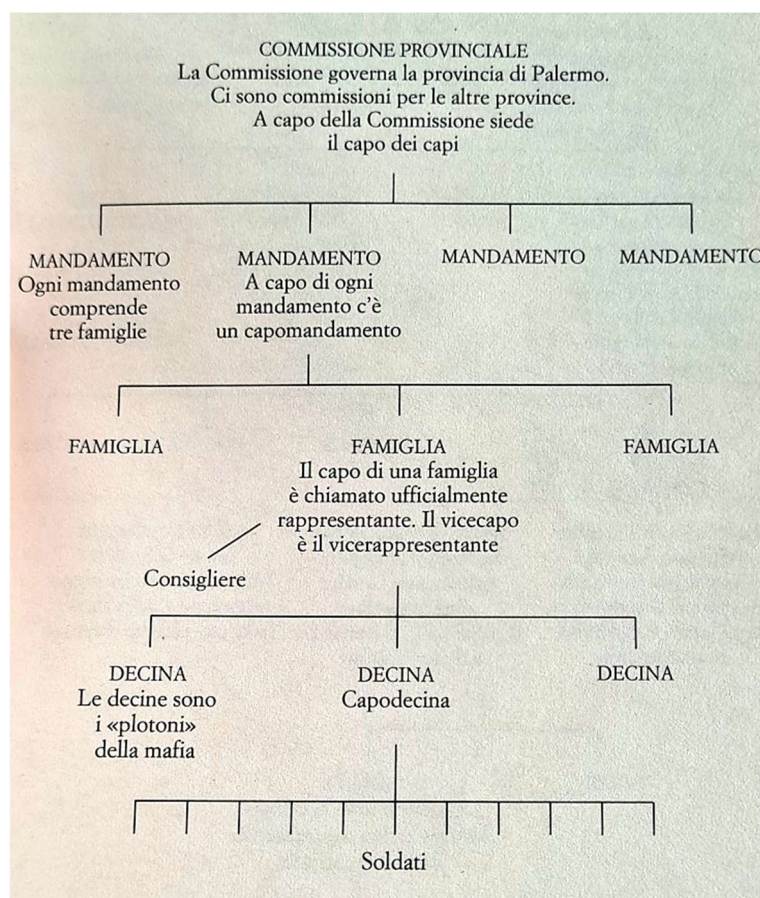 COMMISSIONE PROVINCIALE
La Commissione governa la provincia di Palermo.
Ci sono commissioni per le altre province.
A capo della Commissione siede
il capo dei capi
MANDAMENTO
Ogni mandamento
comprende
tre famiglie
MANDAMENTO
A capo di ogni
mandamento c'è
un capomandamento
MANDAMENTO
MANDAMENTO
FAMIGLIA
FAMIGLIA
Il capo di una famiglia
è chiamato ufficialmente
rappresentante. Il vicecapo
è il vicerappresentante
FAMIGLIA
Consigliere
DECINA
Le decine sono
i «plotoni»
della mafia
DECINA
Capodecina
DECINA
Soldati